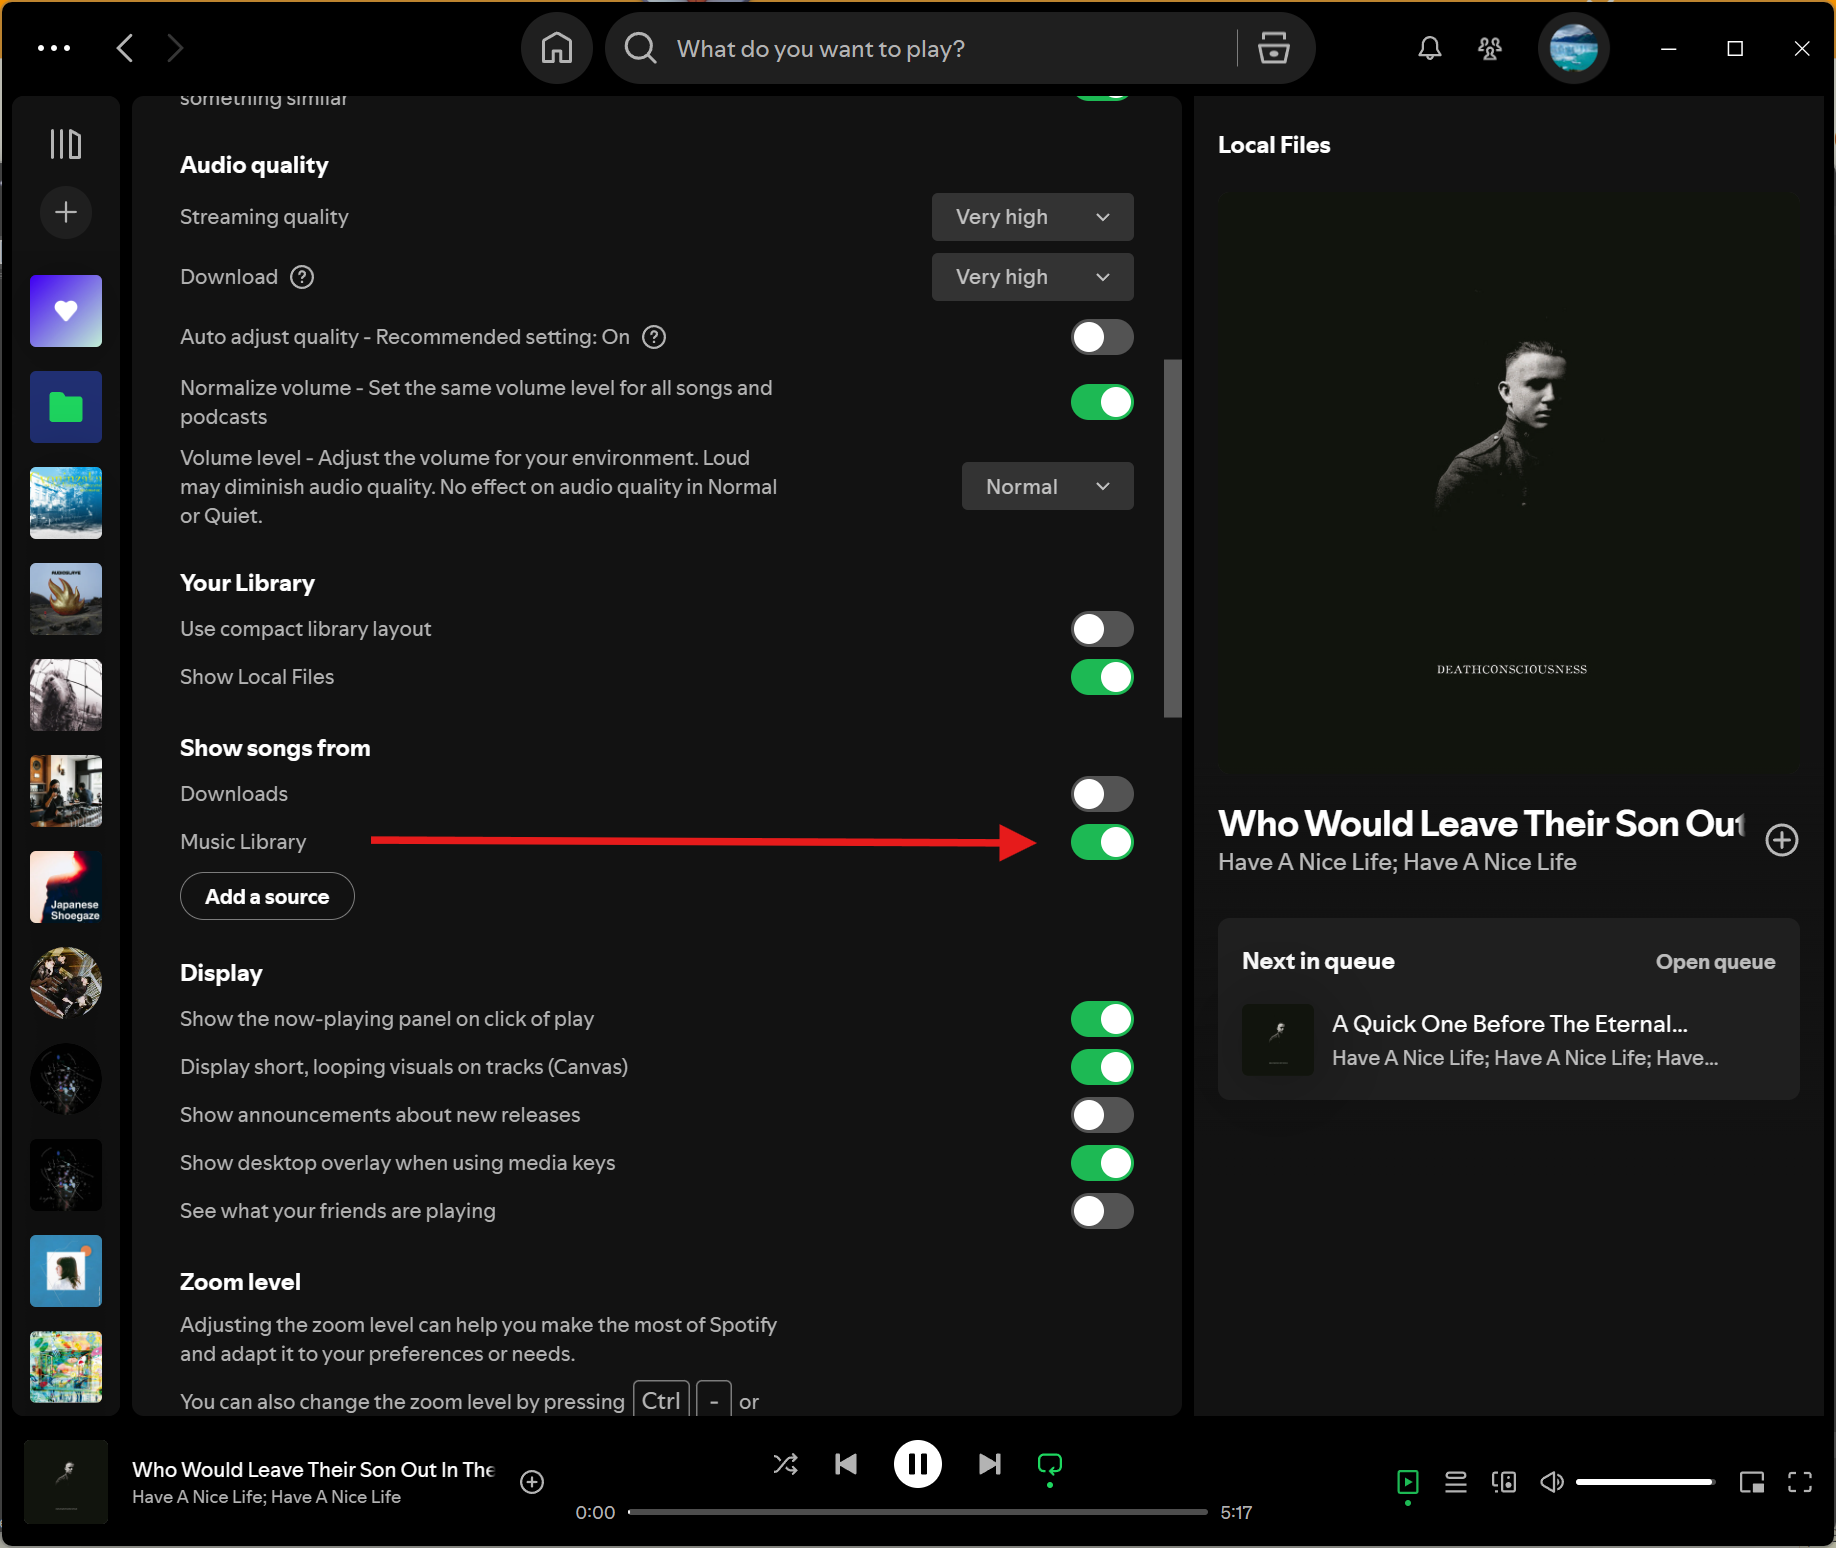 What do you want to play?
something similar
Audio quality
Streaming quality
Very high
Download
Very high
Auto adjust quality - Recommended setting: On
Normalize volume - Set the same volume level for all songs and
podcasts
Volume level - Adjust the volume for your environment. Loud
may diminish audio quality. No effect on audio quality in Normal
or Quiet.
Normal
Your Library
Use compact library layout
Show Local Files
Show songs from
Downloads
Music Library
Add a source
Display
Show the now-playing panel on click of play
Display short, looping visuals on tracks (Canvas)
Show announcements about new releases
Show desktop overlay when using media keys
See what your friends are playing
Zoom level
Adjusting the zoom level can help you make the most of Spotify
and adapt it to your preferences or needs.
You can also change the zoom level by pressing Ctrl - or
AUDIOSLAVE
Japanese
Shoegaze
Local Files
DEATHCONSCIOUSNESS
Who Would Leave Their Son Out
Have A Nice Life; Have A Nice Life
Next in queue
Open queue
A Quick One Before The Eternal...
Have A Nice Life; Have A Nice Life; Have...
Who Would Leave Their Son Out In The
Have A Nice Life; Have A Nice Life
0:00
5:17